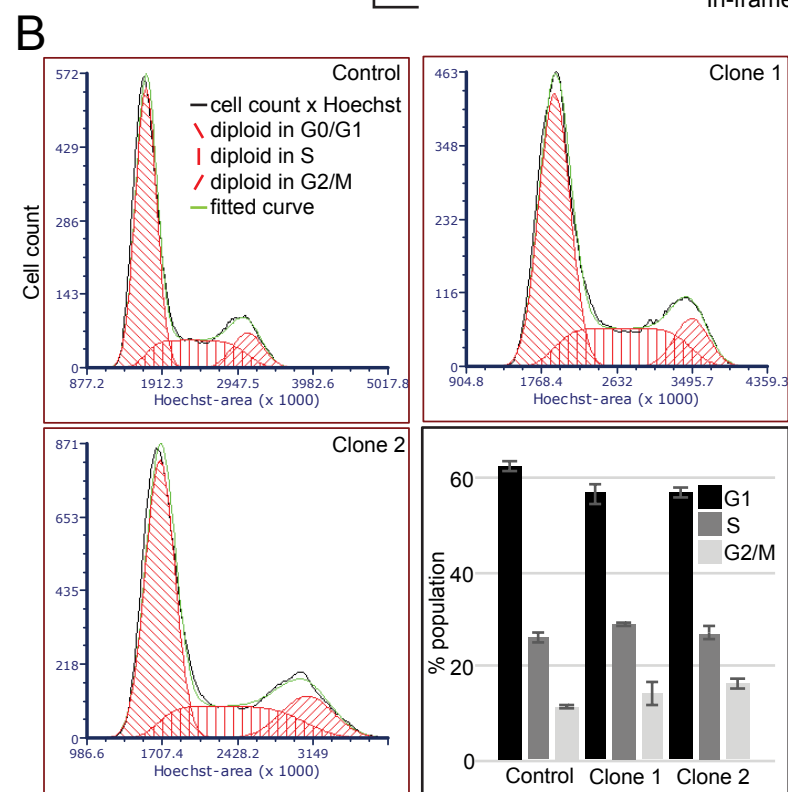 in-frame
B
Control
572
429
286
143
0
Cell count
cell count x Hoechst
diploid in G0/G1
diploid in S
diploid in G2/M
fitted curve
877.2 1912.3 2947.5 3982.6 5017.8
Hoechst-area (x 1000)
Clone 1
463
348
232
116
0
904.8 1768.4 2632 3495.7 4359.3
Hoechst-area (x 1000)
Clone 2
871
653
435
218
0
986.6 1707.4 2428.2 3149
Hoechst-area (x 1000)
% population
60
40
20
0
G1
S
G2/M
Control Clone 1 Clone 2